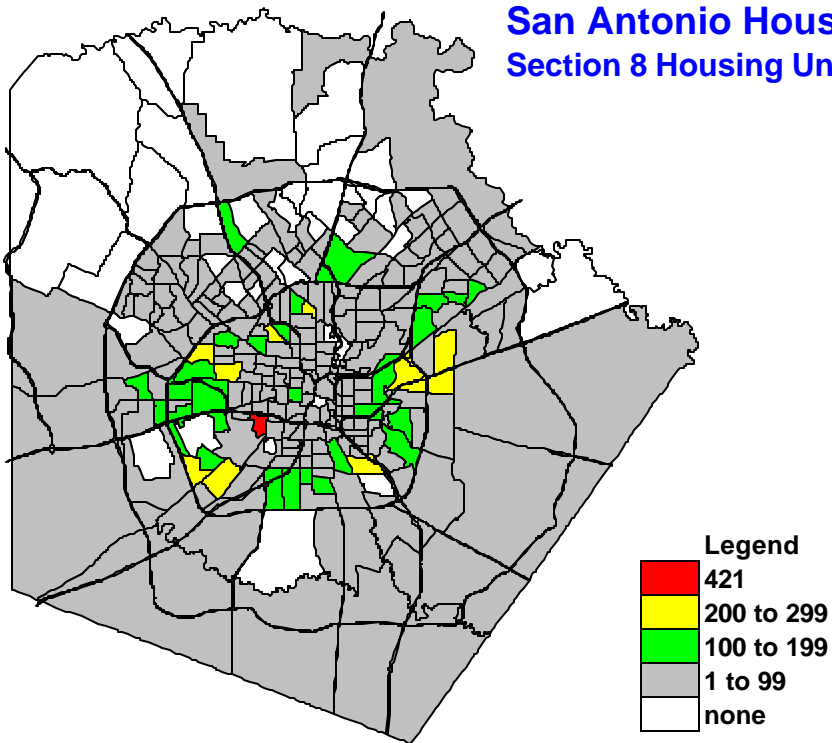 San Antonio Hous
Section 8 Housing Un
Legend
421
200 to 299
100 to 199
1 to 99
none